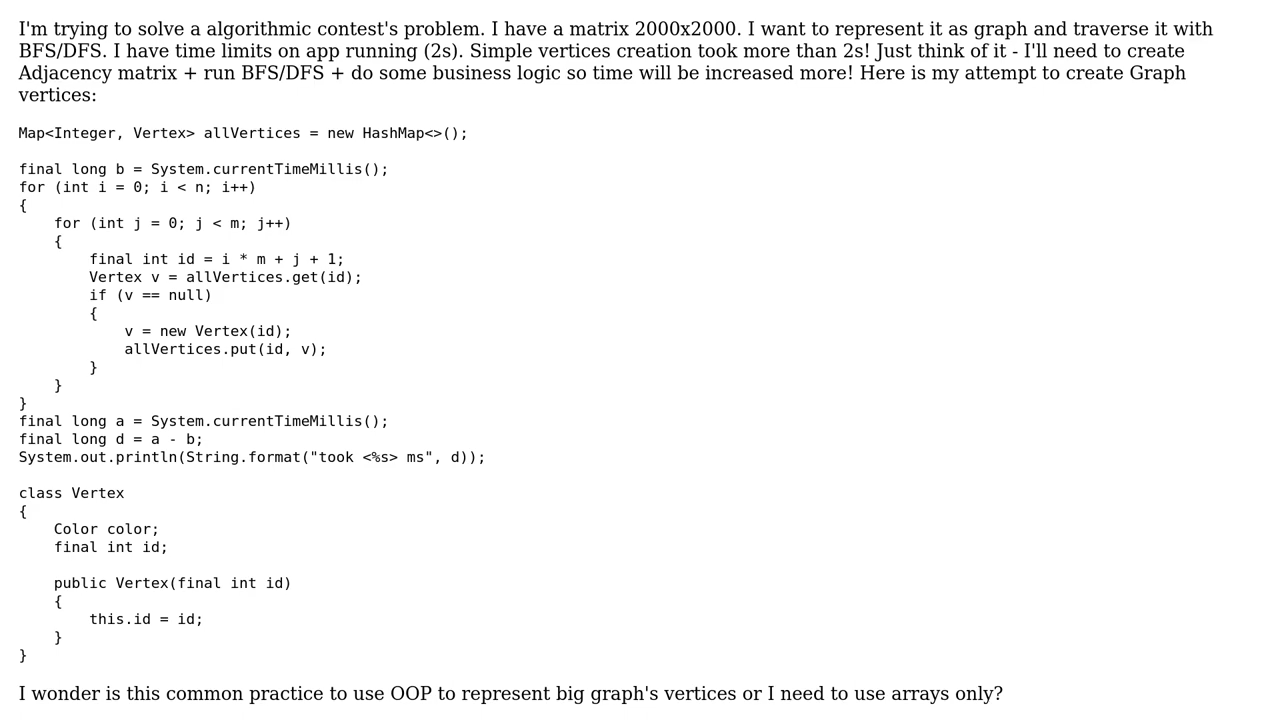 I'm trying to solve a algorithmic contest's problem. I have a matrix 2000x2000. I want to represent it as graph and traverse it with
BFS/DFS. I have time limits on app running (2s). Simple vertices creation took more than 2s! Just think of it - I'll need to create
Adjacency matrix + run BFS/DFS + do some business logic so time will be increased more! Here is my attempt to create Graph
vertices:
Map<Integer, Vertex> allVertices = new HashMap<>();
final long b = System.currentTimeMillis();
for (int i = 0; i < n; i++)
{
    for (int j = 0; j < m; j++)
    {
        final int id = i * m + j + 1;
        Vertex v = allVertices.get(id);
        if (v == null)
        {
            v = new Vertex(id);
            allVertices.put(id, v);
        }
    }
}
final long a = System.currentTimeMillis();
final long d = a - b;
System.out.println(String.format("took <%s> ms", d));
class Vertex
{
    Color color;
    final int id;
    public Vertex(final int id)
    {
        this.id = id;
    }
}
I wonder is this common practice to use OOP to represent big graph's vertices or I need to use arrays only?